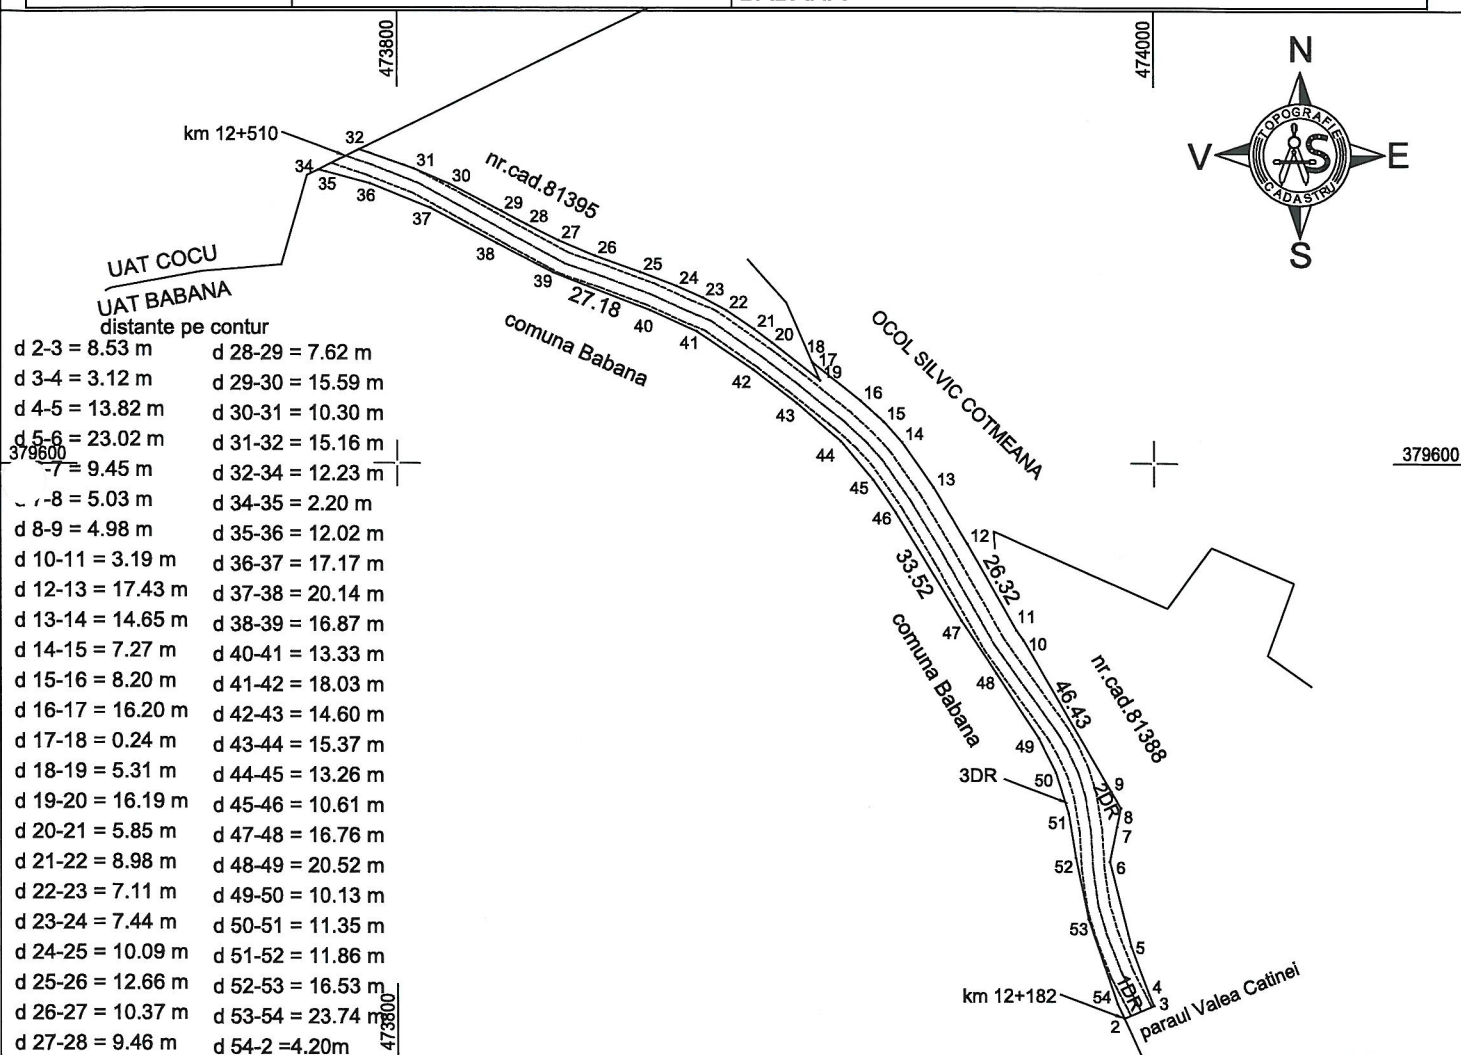 473800
474000
N
V
E
S
TOPOGRAFIE
CADASTRU
S
km 12+510
32
34
35
31
30
36
37
nr.cad.81395
29
28
27
26
25
24
23
22
21
20
18
17
19
38
39
27.18
40
41
42
43
44
45
46
comuna Babana
16
15
14
13
OCOL SILVIC COTMEANA
UAT COCU
UAT BABANA
379600
379600
12
26.32
33.52
11
10
47
48
comuna Babana
46.43
nr.cad.81388
49
3DR
50
9
2DR
8
7
51
52
6
53
5
4
3
km 12+182
54
1DR
2
paraul Valea Catinei
473800
distante pe contur
d 2-3 = 8.53 m
d 3-4 = 3.12 m
d 4-5 = 13.82 m
d 5-6 = 23.02 m
-7 = 9.45 m
-8 = 5.03 m
d 8-9 = 4.98 m
d 10-11 = 3.19 m
d 12-13 = 17.43 m
d 13-14 = 14.65 m
d 14-15 = 7.27 m
d 15-16 = 8.20 m
d 16-17 = 16.20 m
d 17-18 = 0.24 m
d 18-19 = 5.31 m
d 19-20 = 16.19 m
d 20-21 = 5.85 m
d 21-22 = 8.98 m
d 22-23 = 7.11 m
d 23-24 = 7.44 m
d 24-25 = 10.09 m
d 25-26 = 12.66 m
d 26-27 = 10.37 m
d 27-28 = 9.46 m
d 28-29 = 7.62 m
d 29-30 = 15.59 m
d 30-31 = 10.30 m
d 31-32 = 15.16 m
d 32-34 = 12.23 m
d 34-35 = 2.20 m
d 35-36 = 12.02 m
d 36-37 = 17.17 m
d 37-38 = 20.14 m
d 38-39 = 16.87 m
d 40-41 = 13.33 m
d 41-42 = 18.03 m
d 42-43 = 14.60 m
d 43-44 = 15.37 m
d 44-45 = 13.26 m
d 45-46 = 10.61 m
d 47-48 = 16.76 m
d 48-49 = 20.52 m
d 49-50 = 10.13 m
d 50-51 = 11.35 m
d 51-52 = 11.86 m
d 52-53 = 16.53 m
d 53-54 = 23.74 m
d 54-2 =4.20m